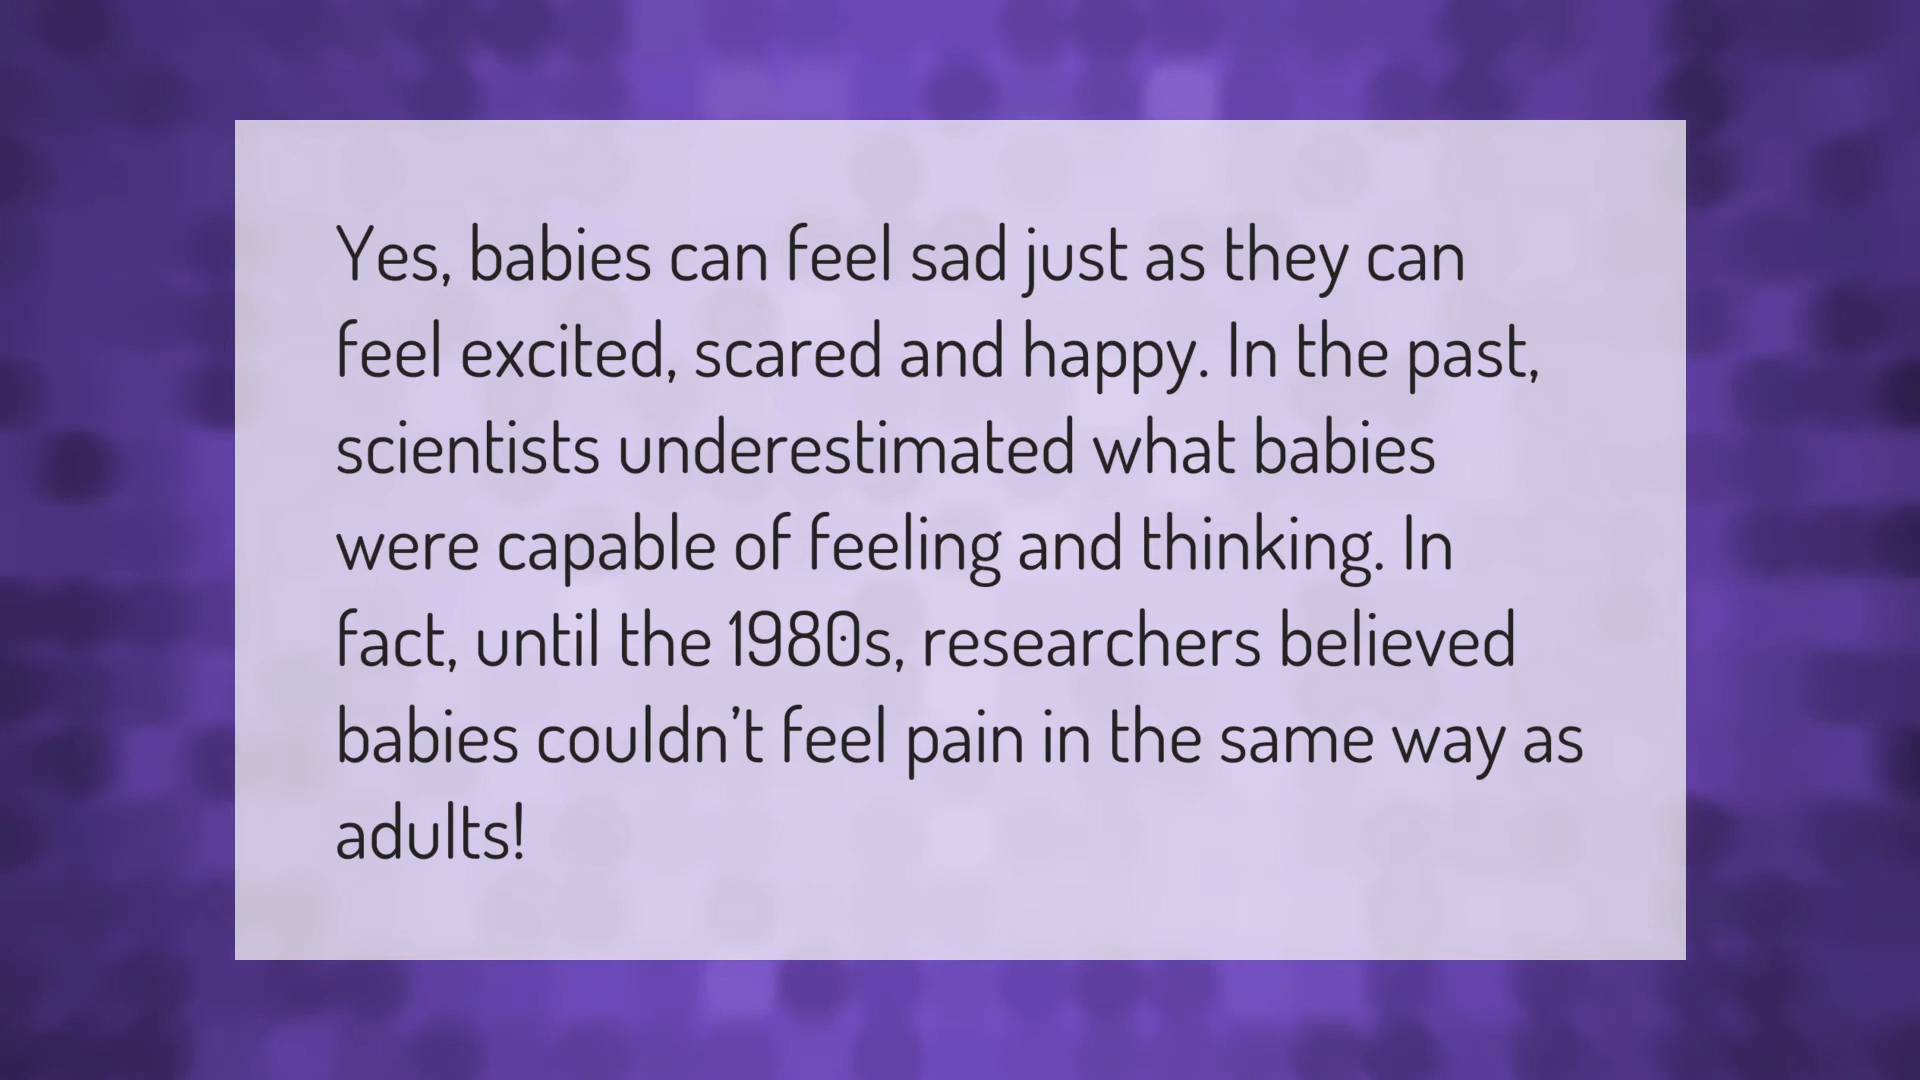 Yes, babies can feel sad just as they can
feel excited, scared and happy. In the past,
scientists underestimated what babies
were capable of feeling and thinking. In
fact, until the 1980s, researchers believed
babies couldn't feel pain in the same way as
adults!